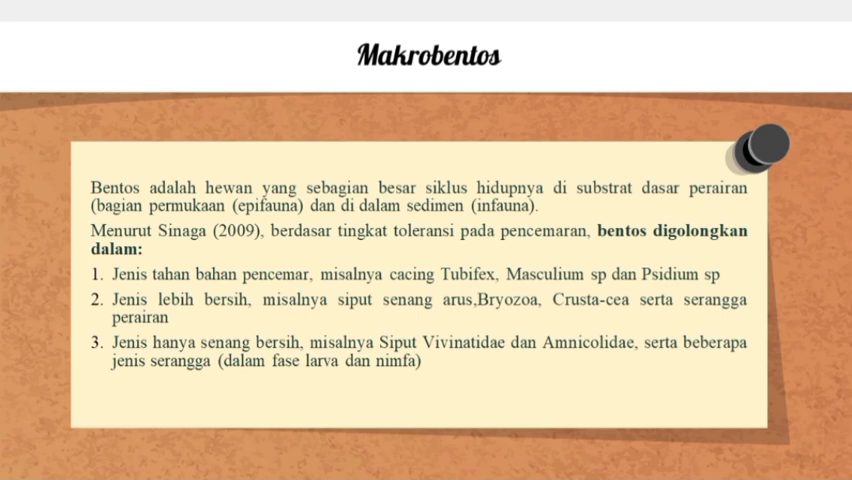 Makrobentos
Bentos adalah hewan yang sebagian besar siklus hidupnya di substrat dasar perairan
(bagian permukaan (epifauna) dan di dalam sedimen (infauna).
Menurut Sinaga (2009), berdasar tingkat toleransi pada pencemaran, bentos digolongkan
dalam:
1. Jenis tahan bahan pencemar, misalnya cacing Tubifex, Masculium sp dan Psidium sp
2. Jenis lebih bersih, misalnya siput senang arus,Bryozoa, Crusta-cea serta serangga
perairan
3. Jenis hanya senang bersih, misalnya Siput Vivinatidae dan Amnicolidae, serta beberapa
jenis serangga (dalam fase larva dan nimfa)